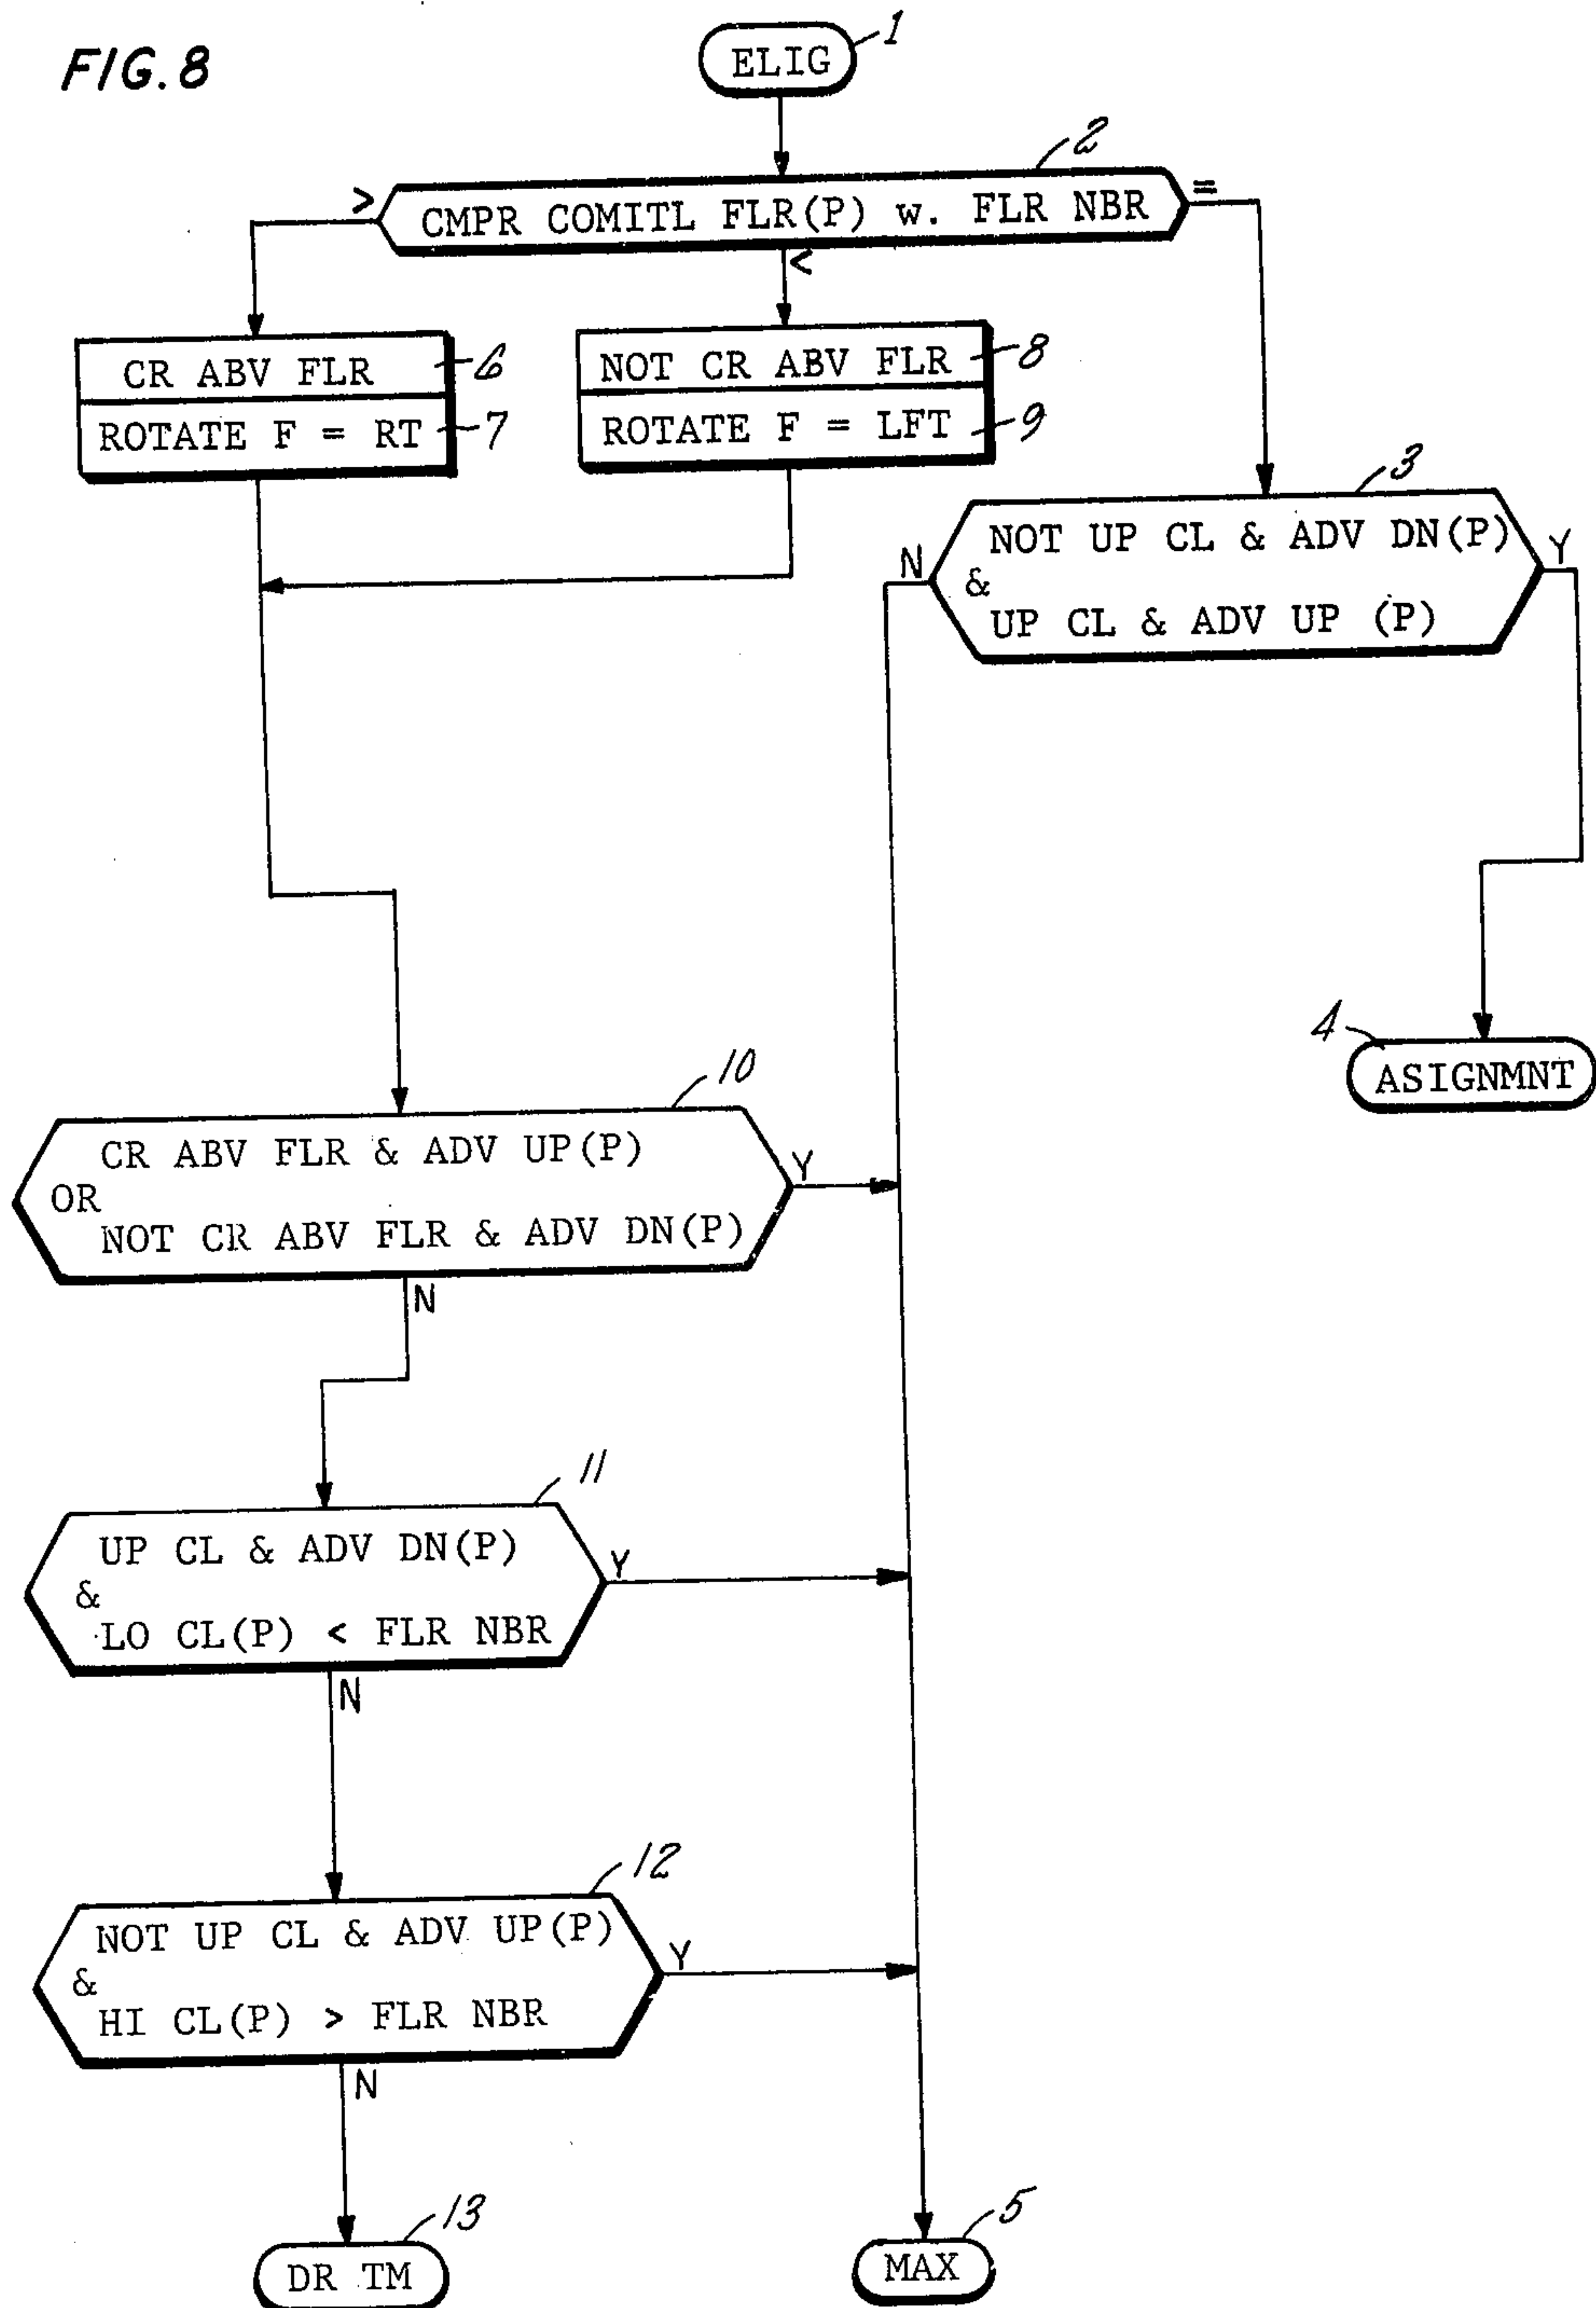 FIG. 8
1
ELIG
2
> CMPR COMITL FLR(P) w. FLR NBR =
<
CR ABV FLR 6
ROTATE F = RT 7
NOT CR ABV FLR 8
ROTATE F = LFT 9
3
N NOT UP CL & ADV DN(P) Y
&
UP CL & ADV UP (P)
4
ASIGNMNT
10
CR ABV FLR & ADV UP(P) Y
OR
NOT CR ABV FLR & ADV DN(P)
N
11
UP CL & ADV DN(P) Y
&
LO CL(P) < FLR NBR
N
12
NOT UP CL & ADV UP(P) Y
&
HI CL(P) > FLR NBR
N
13
DR TM
5
MAX